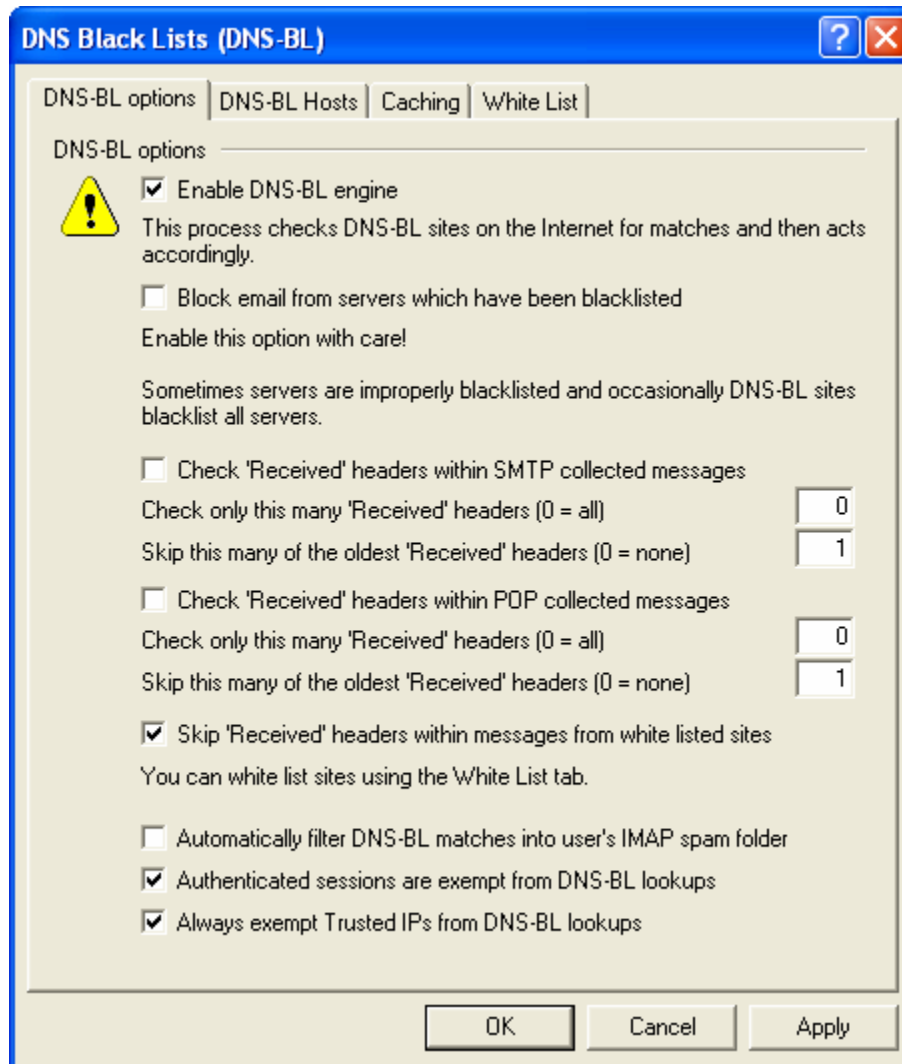 DNS Black Lists (DNS-BL)
DNS-BL options DNS-BL Hosts Caching White List
DNS-BL options
Enable DNS-BL engine
This process checks DNS-BL sites on the Internet for matches and then acts
accordingly.
Block email from servers which have been blacklisted
Enable this option with care!
Sometimes servers are improperly blacklisted and occasionally DNS-BL sites
blacklist all servers.
Check 'Received' headers within SMTP collected messages
Check only this many 'Received' headers (0 = all) 0
Skip this many of the oldest 'Received' headers (0 = none) 1
Check 'Received' headers within POP collected messages
Check only this many 'Received' headers (0 = all) 0
Skip this many of the oldest 'Received' headers (0 = none) 1
Skip 'Received' headers within messages from white listed sites
You can white list sites using the White List tab.
Automatically filter DNS-BL matches into user's IMAP spam folder
Authenticated sessions are exempt from DNS-BL lookups
Always exempt Trusted IPs from DNS-BL lookups
OK Cancel Apply